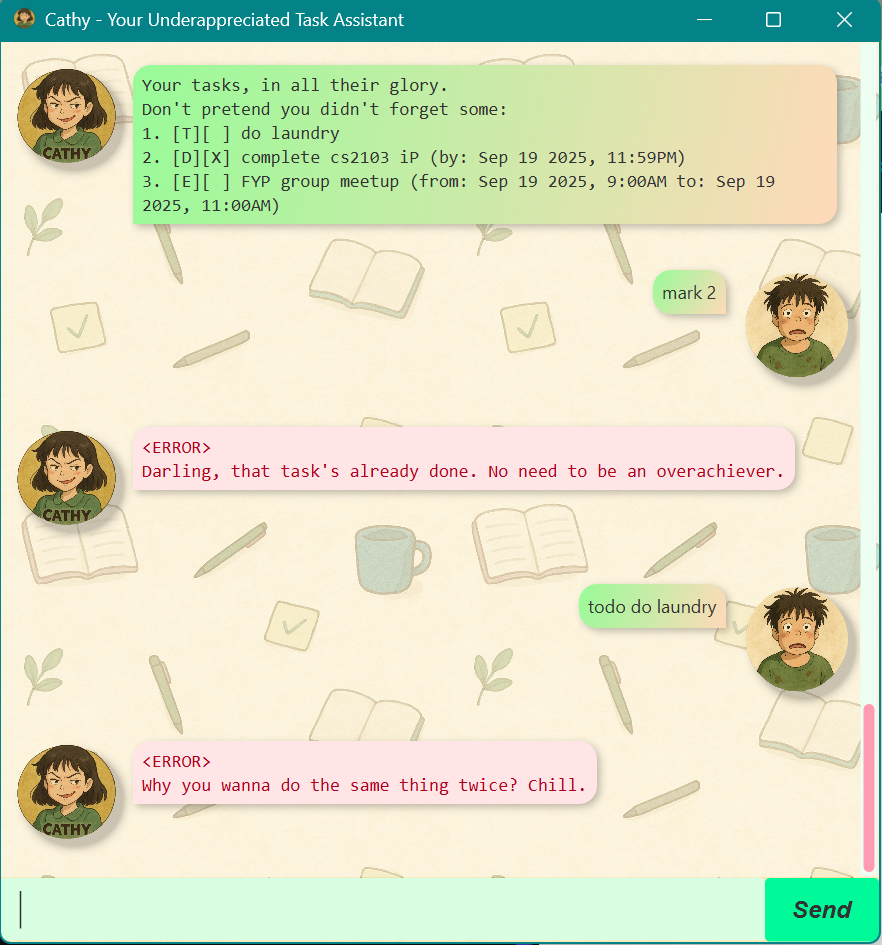 Cathy - Your Underappreciated Task Assistant
CATHY
Your tasks, in all their glory.
Don't pretend you didn't forget some:
1. [T][ ] do laundry
2. [D][X] complete cs2103 iP (by: Sep 19 2025, 11:59PM)
3. [E][ ] FYP group meetup (from: Sep 19 2025, 9:00AM to: Sep 19
2025, 11:00AM)
mark 2
CATHY
<ERROR>
Darling, that task's already done. No need to be an overachiever.
todo do laundry
CATHY
<ERROR>
Why you wanna do the same thing twice? Chill.
Send